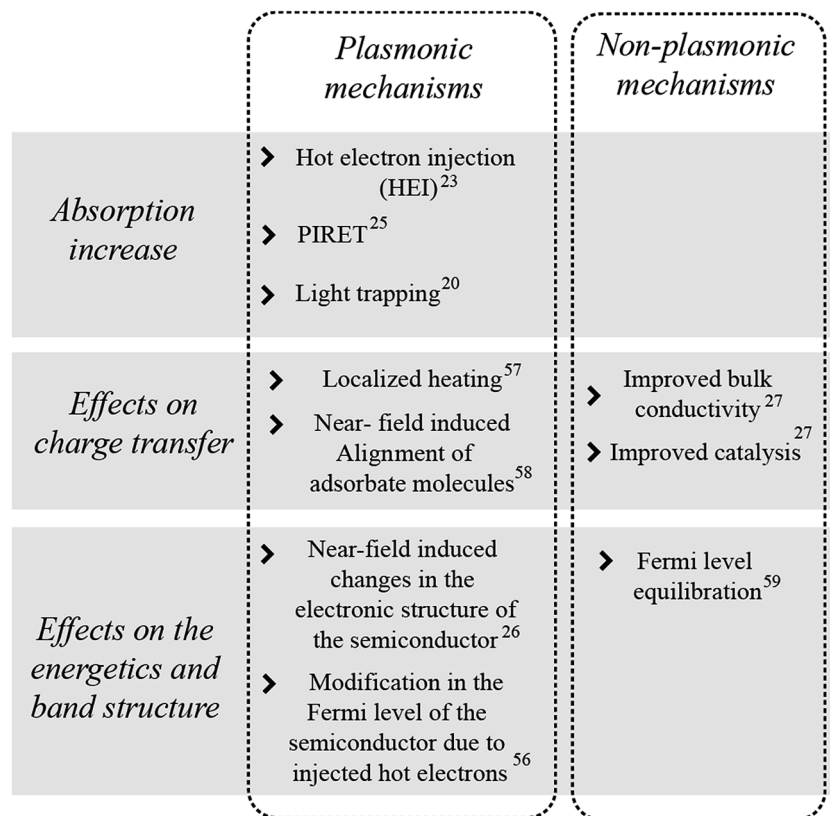 Plasmonic
mechanisms
Non-plasmonic
mechanisms
Absorption
increase
Hot electron injection
(HEI)23
PIRET25
Light trapping20
Effects on
charge transfer
Localized heating57
Near- field induced
Alignment of
adsorbate molecules58
Improved bulk
conductivity27
Improved catalysis27
Effects on the
energetics and
band structure
Near-field induced
changes in the
electronic structure of
the semiconductor26
Modification in the
Fermi level of the
semiconductor due to
injected hot electrons56
Fermi level
equilibration59